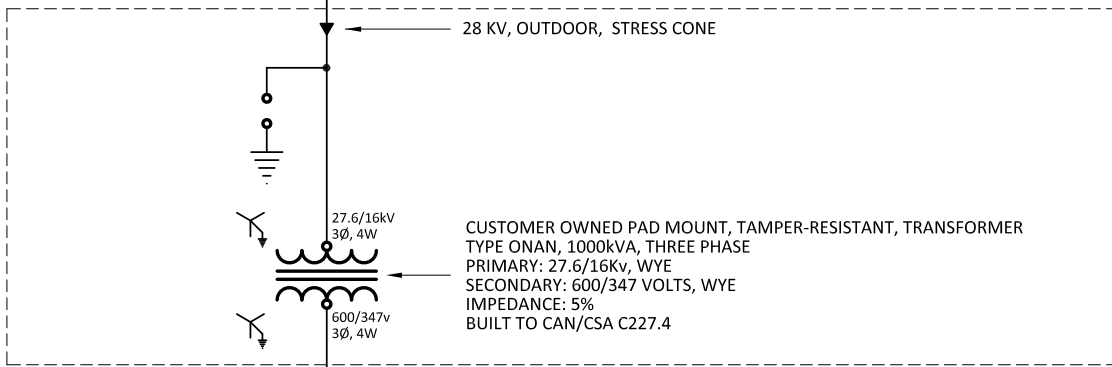 28 KV, OUTDOOR, STRESS CONE
27.6/16kV
3Ø, 4W
CUSTOMER OWNED PAD MOUNT, TAMPER-RESISTANT, TRANSFORMER
TYPE ONAN, 1000kVA, THREE PHASE
PRIMARY: 27.6/16Kv, WYE
SECONDARY: 600/347 VOLTS, WYE
IMPEDANCE: 5%
BUILT TO CAN/CSA C227.4
600/347v
3Ø, 4W